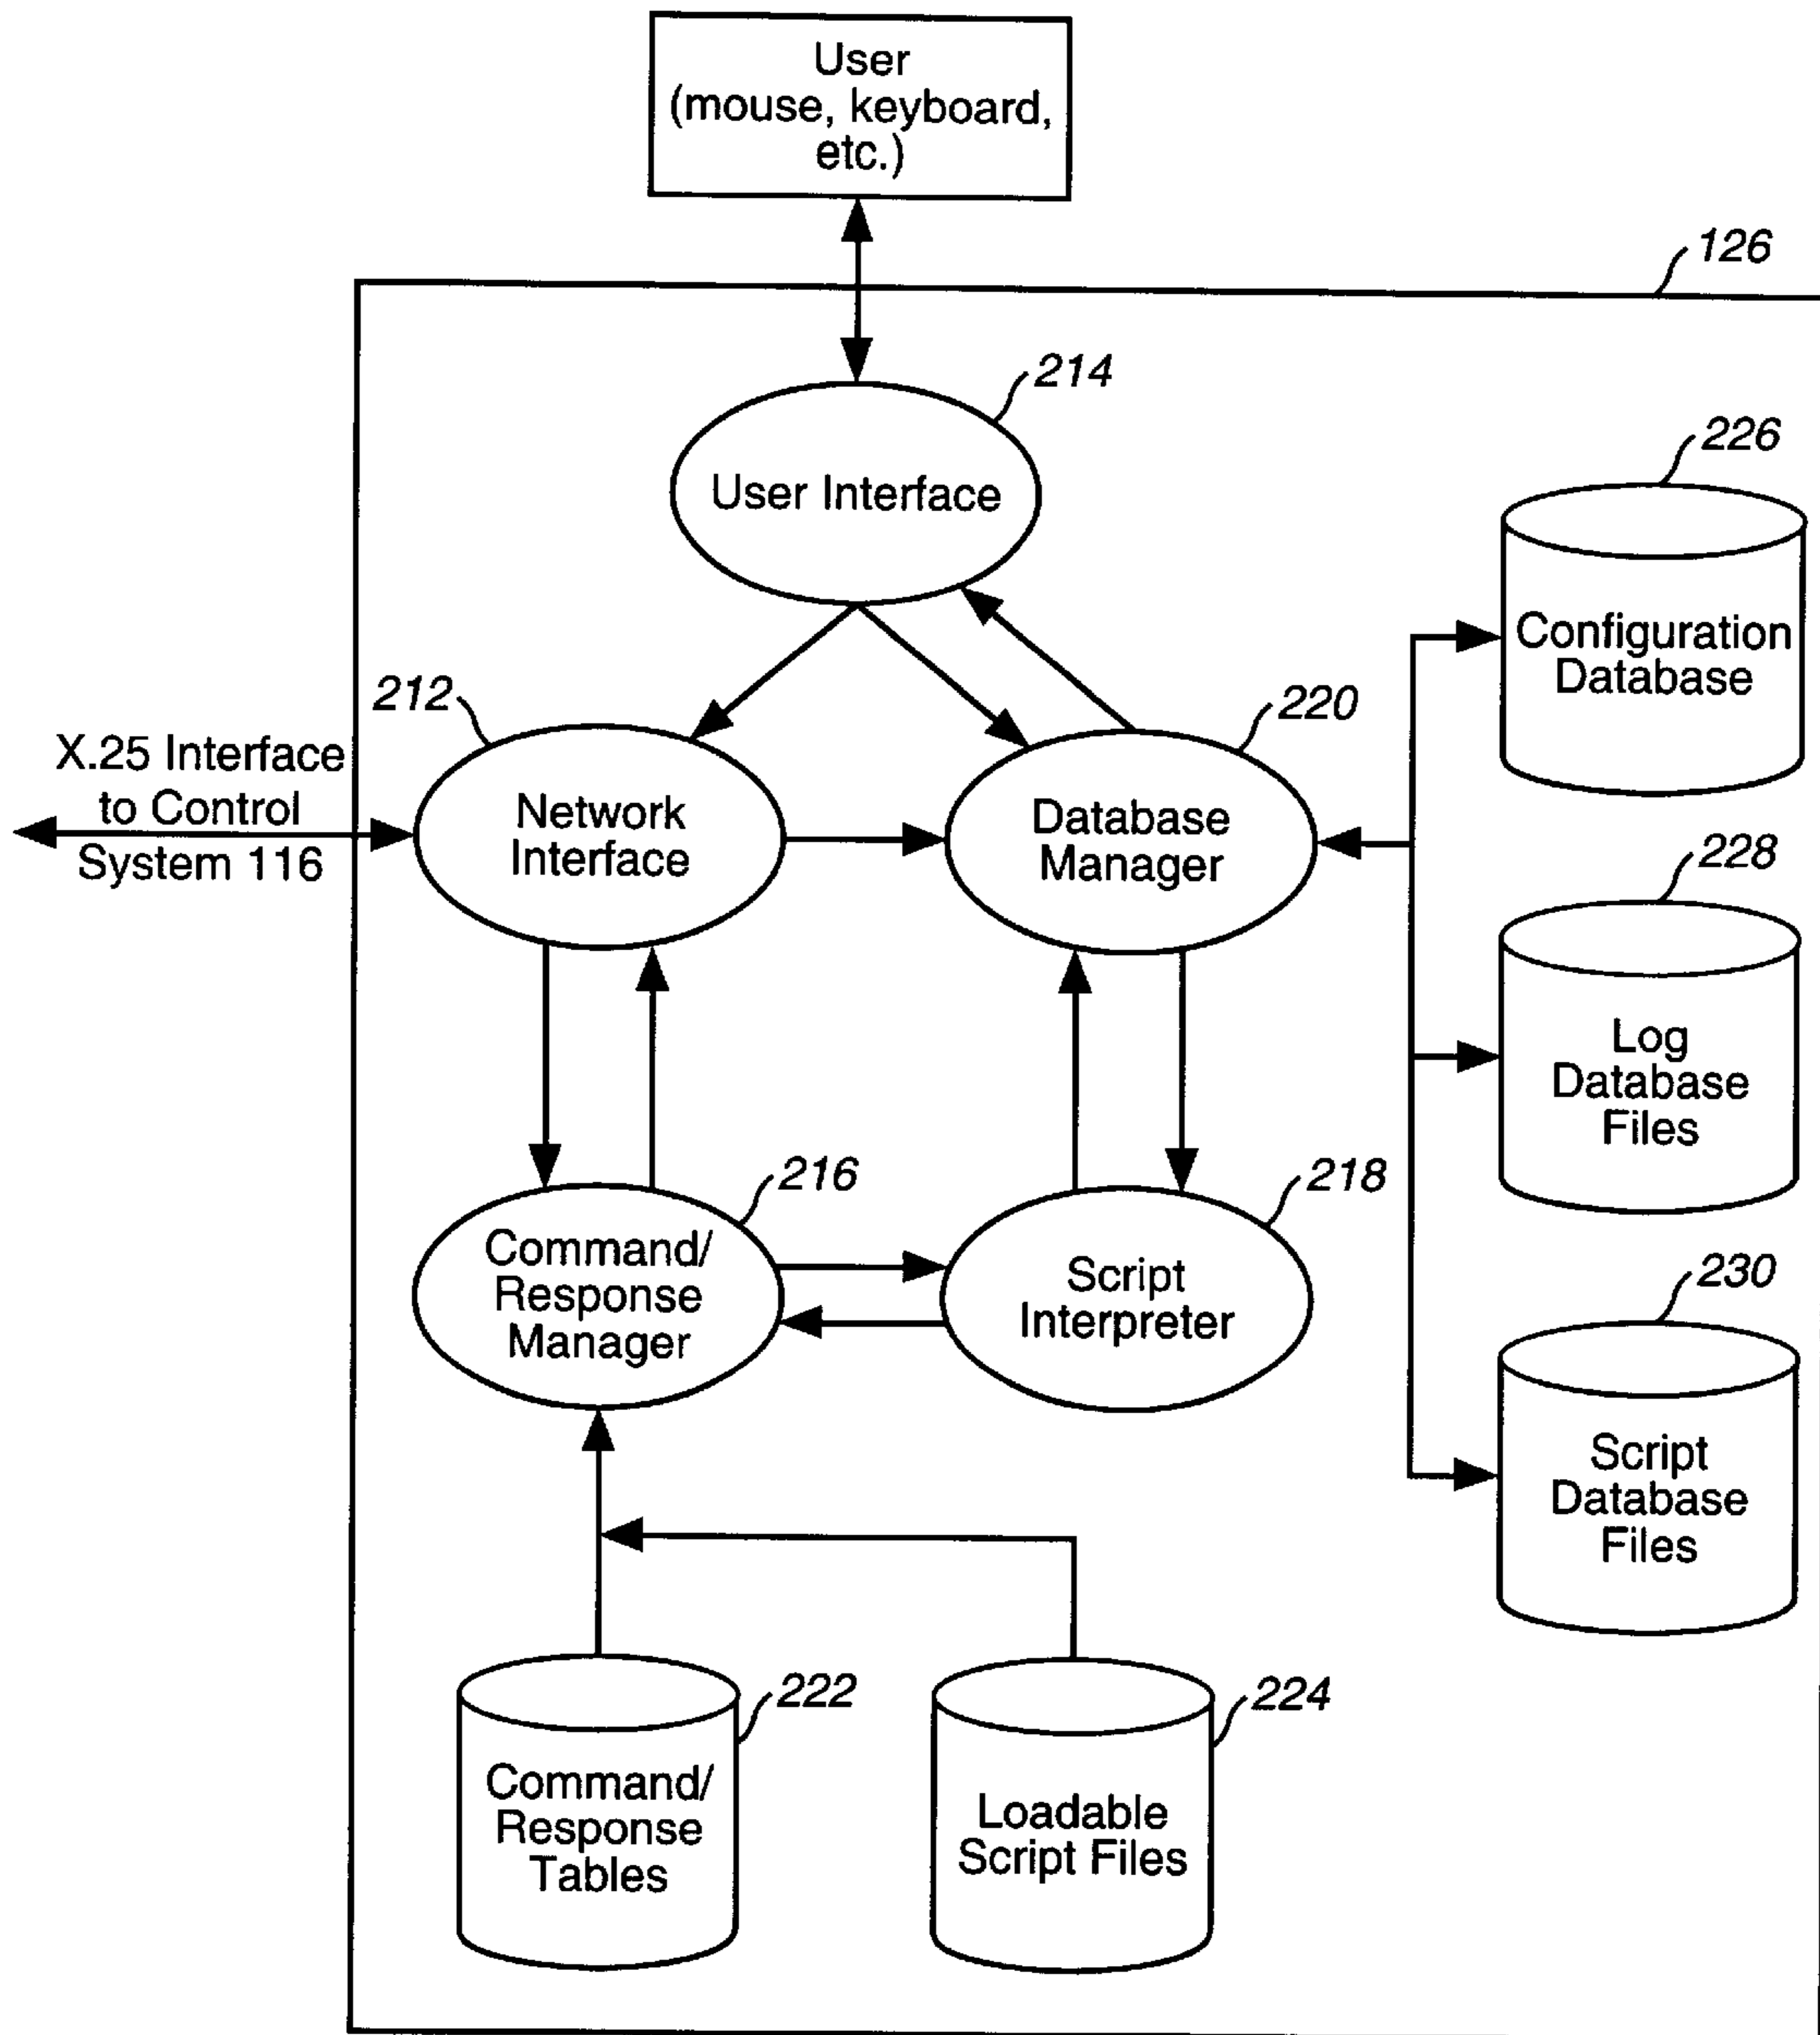 User
(mouse, keyboard,
etc.)
126
214
User Interface
226
Configuration
Database
212
220
X.25 Interface
to Control
System 116
Network
Interface
Database
Manager
228
Log
Database
Files
216
218
Command/
Response
Manager
Script
Interpreter
230
Script
Database
Files
222
224
Command/
Response
Tables
Loadable
Script Files